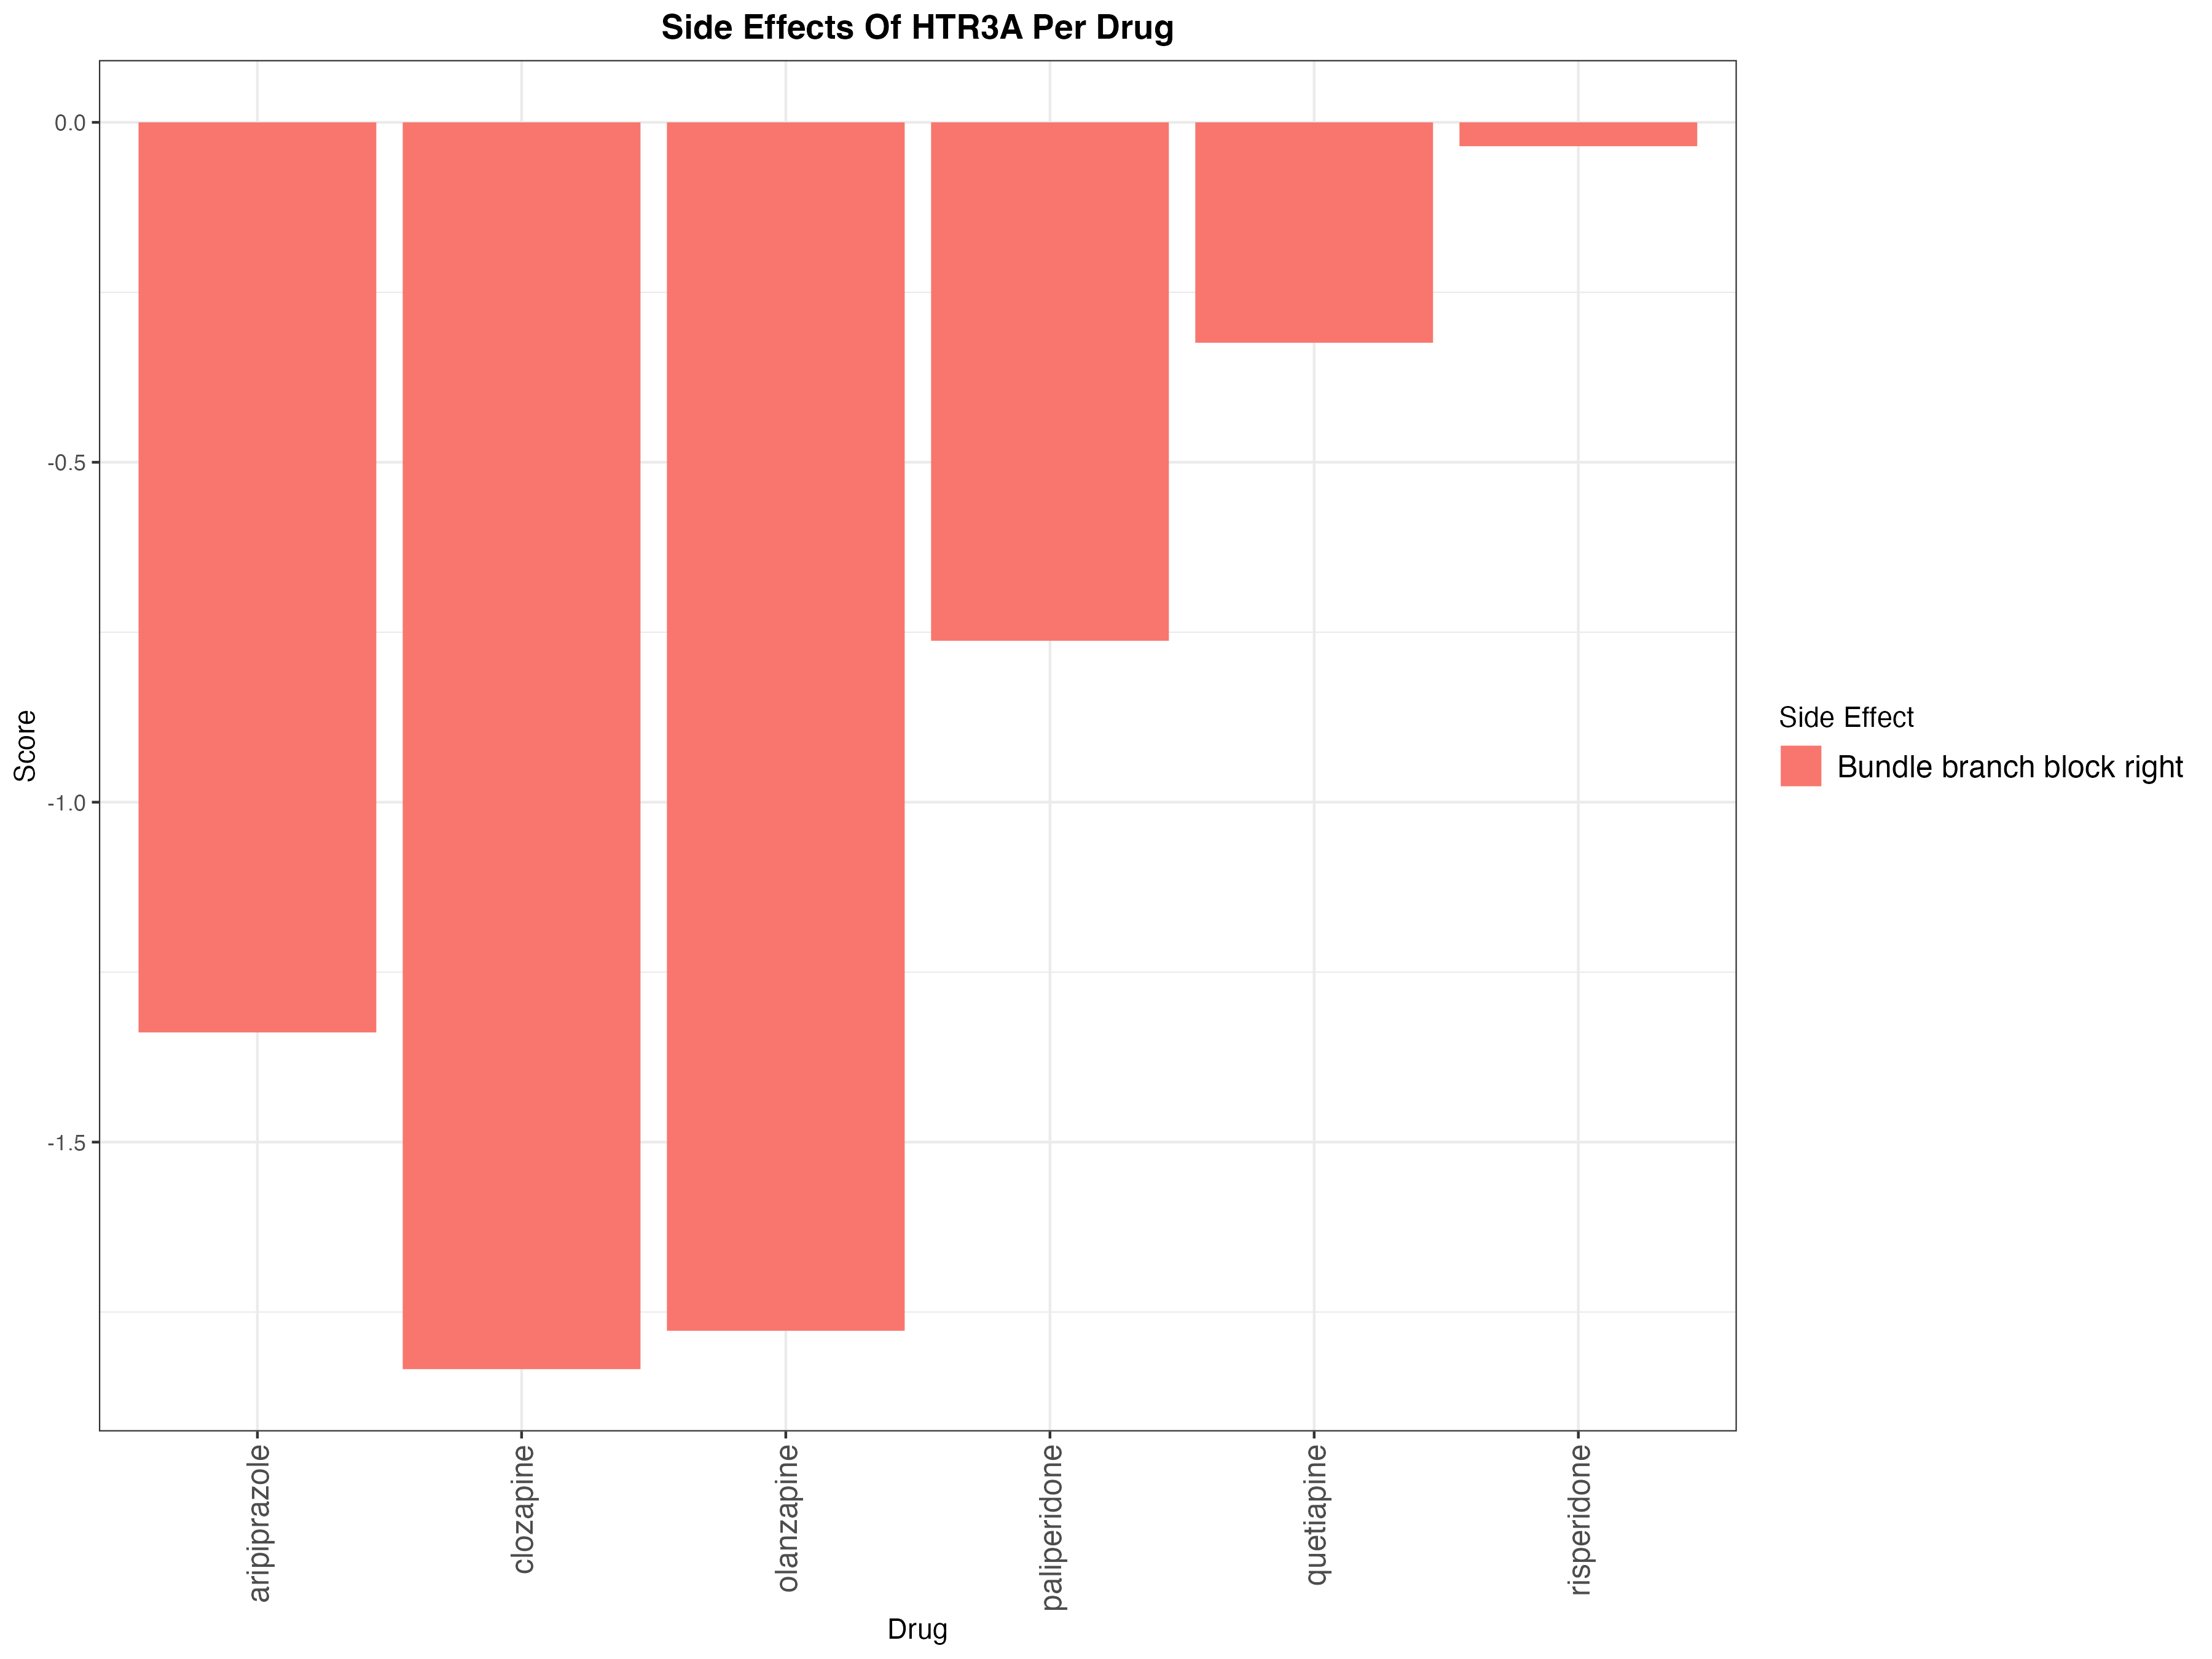 Side Effects Of HTR3A Per Drug
0.0
-0.5
-1.0
-1.5
Score
aripiprazole
clozapine
olanzapine
paliperidone
quetiapine
risperidone
Drug
Side Effect
Bundle branch block right